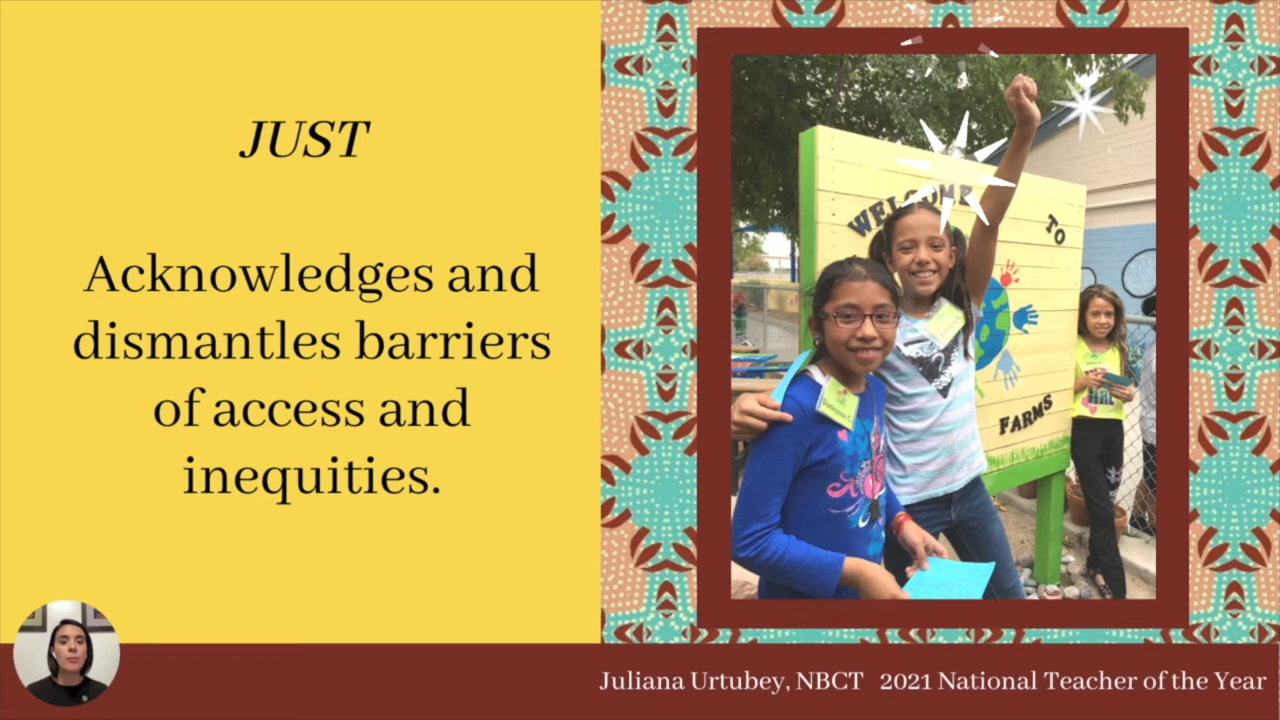 JUST
Acknowledges and
dismantles barriers
of access and
inequities.
WELCOME
TO
FARMS
Juliana Urtubey, NBCT 2021 National Teacher of the Year